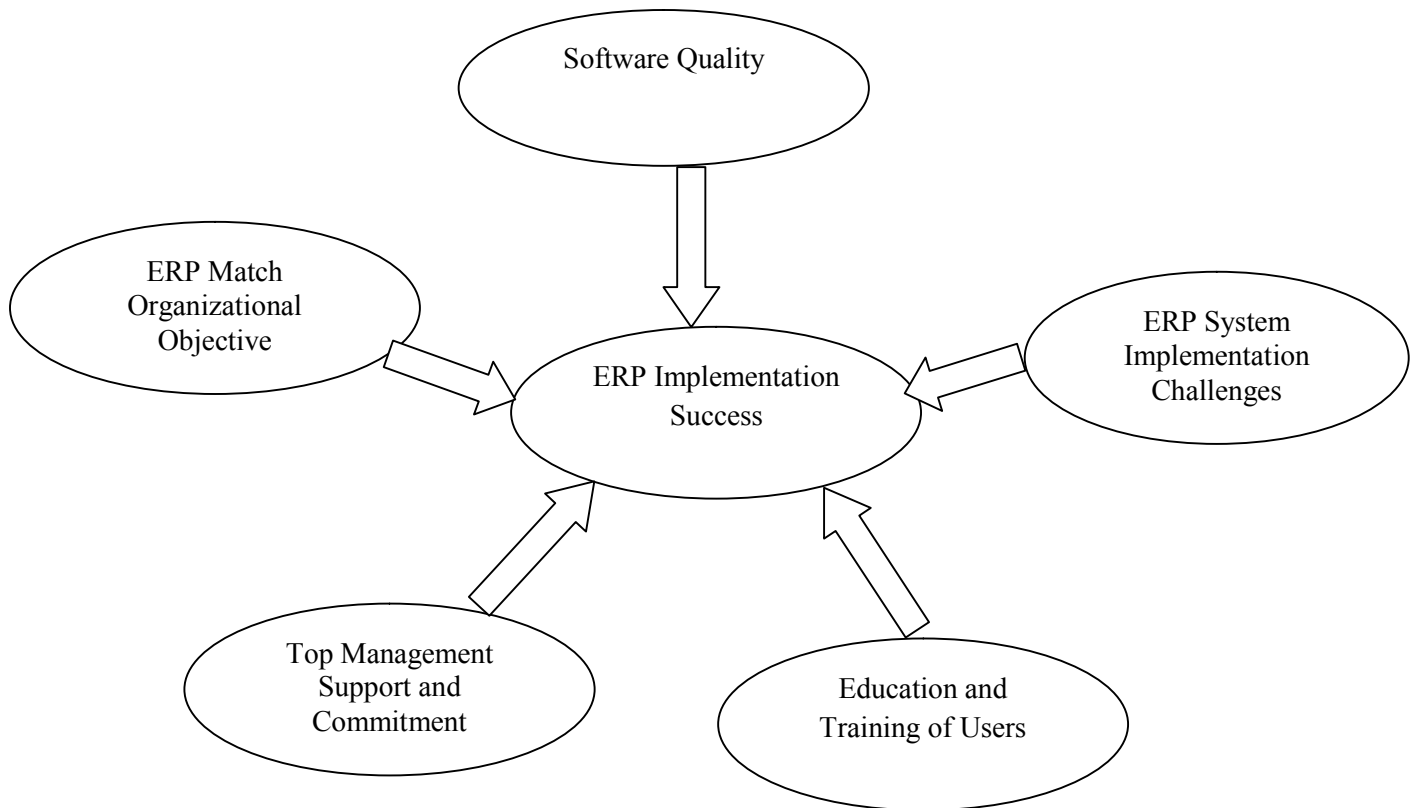 Software Quality
ERP Match
Organizational
Objective
ERP System
Implementation
Challenges
ERP Implementation
Success
Top Management
Support and
Commitment
Education and
Training of Users